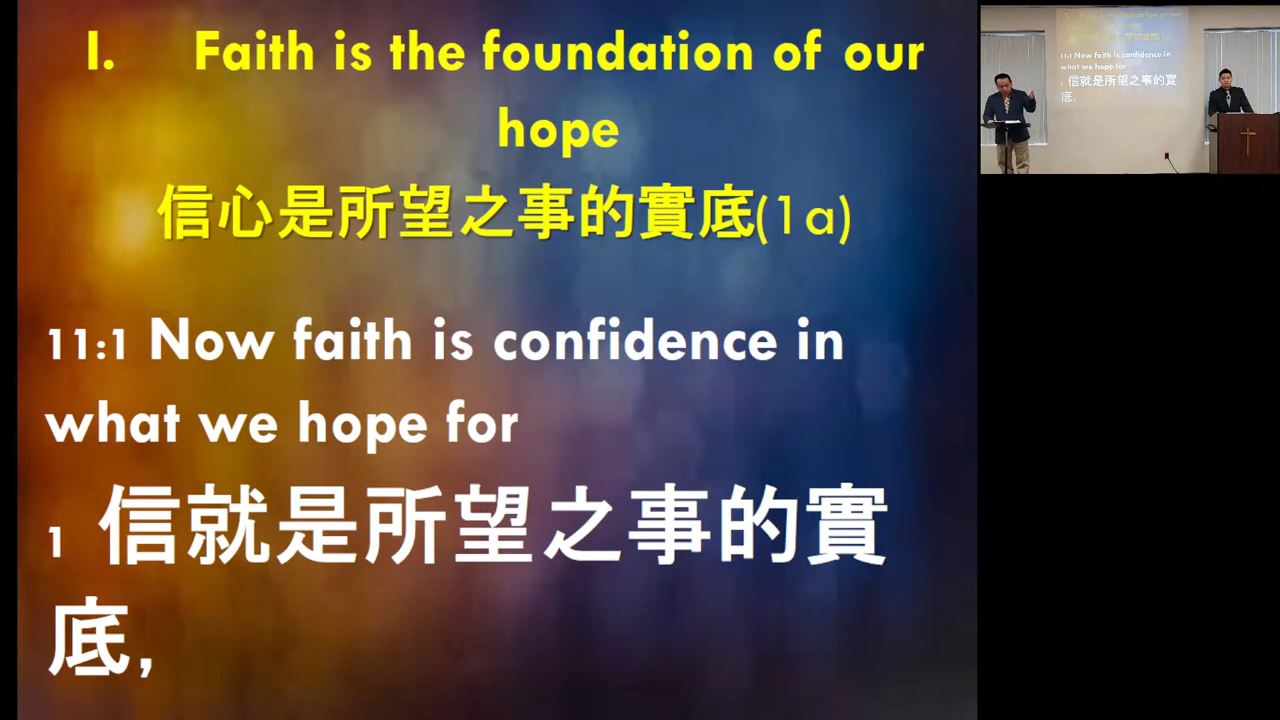 I. Faith is the foundation of our
hope
信心是所望之事的實底(1a)
11:1 Now faith is confidence in
what we hope for
1 信就是所望之事的實
底,
11:1 Now faith is confidence in
what we hope for
1 信就是所望之事的實
底,